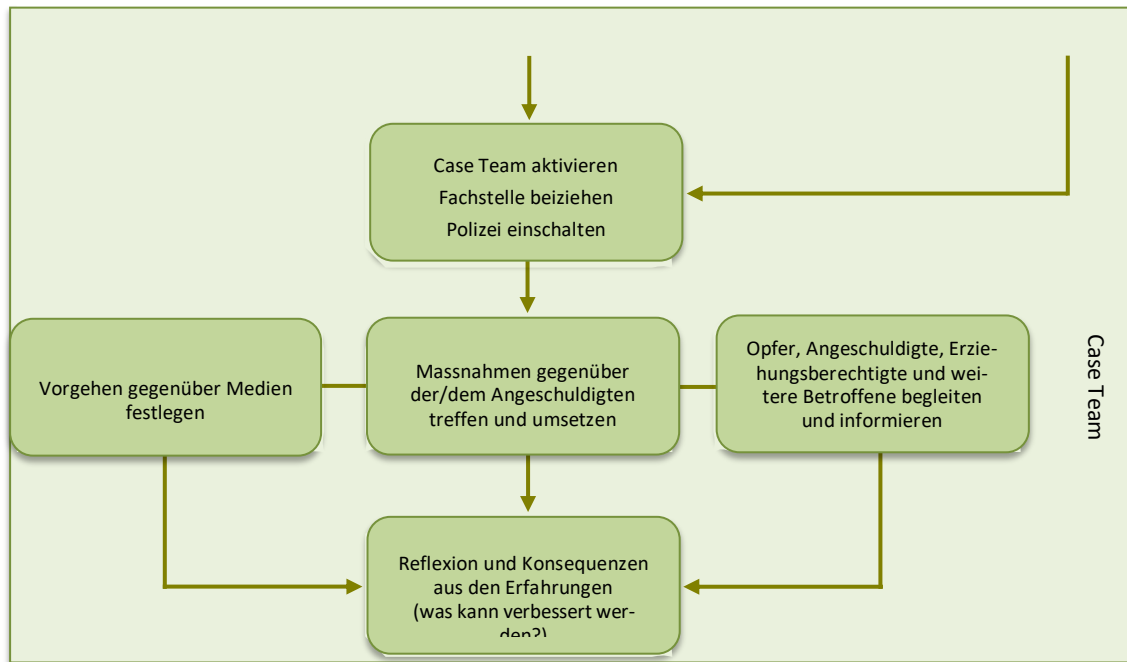 Case Team aktivieren
Fachstelle beiziehen
Polizei einschalten
Vorgehen gegenüber Medien
festlegen
Massnahmen gegenüber
der/dem Angeschuldigten
treffen und umsetzen
Opfer, Angeschuldigte, Erzie-
hungsberechtigte und wei-
tere Betroffene begleiten
und informieren
Case Team
Reflexion und Konsequenzen
aus den Erfahrungen
(was kann verbessert wer-
den?)